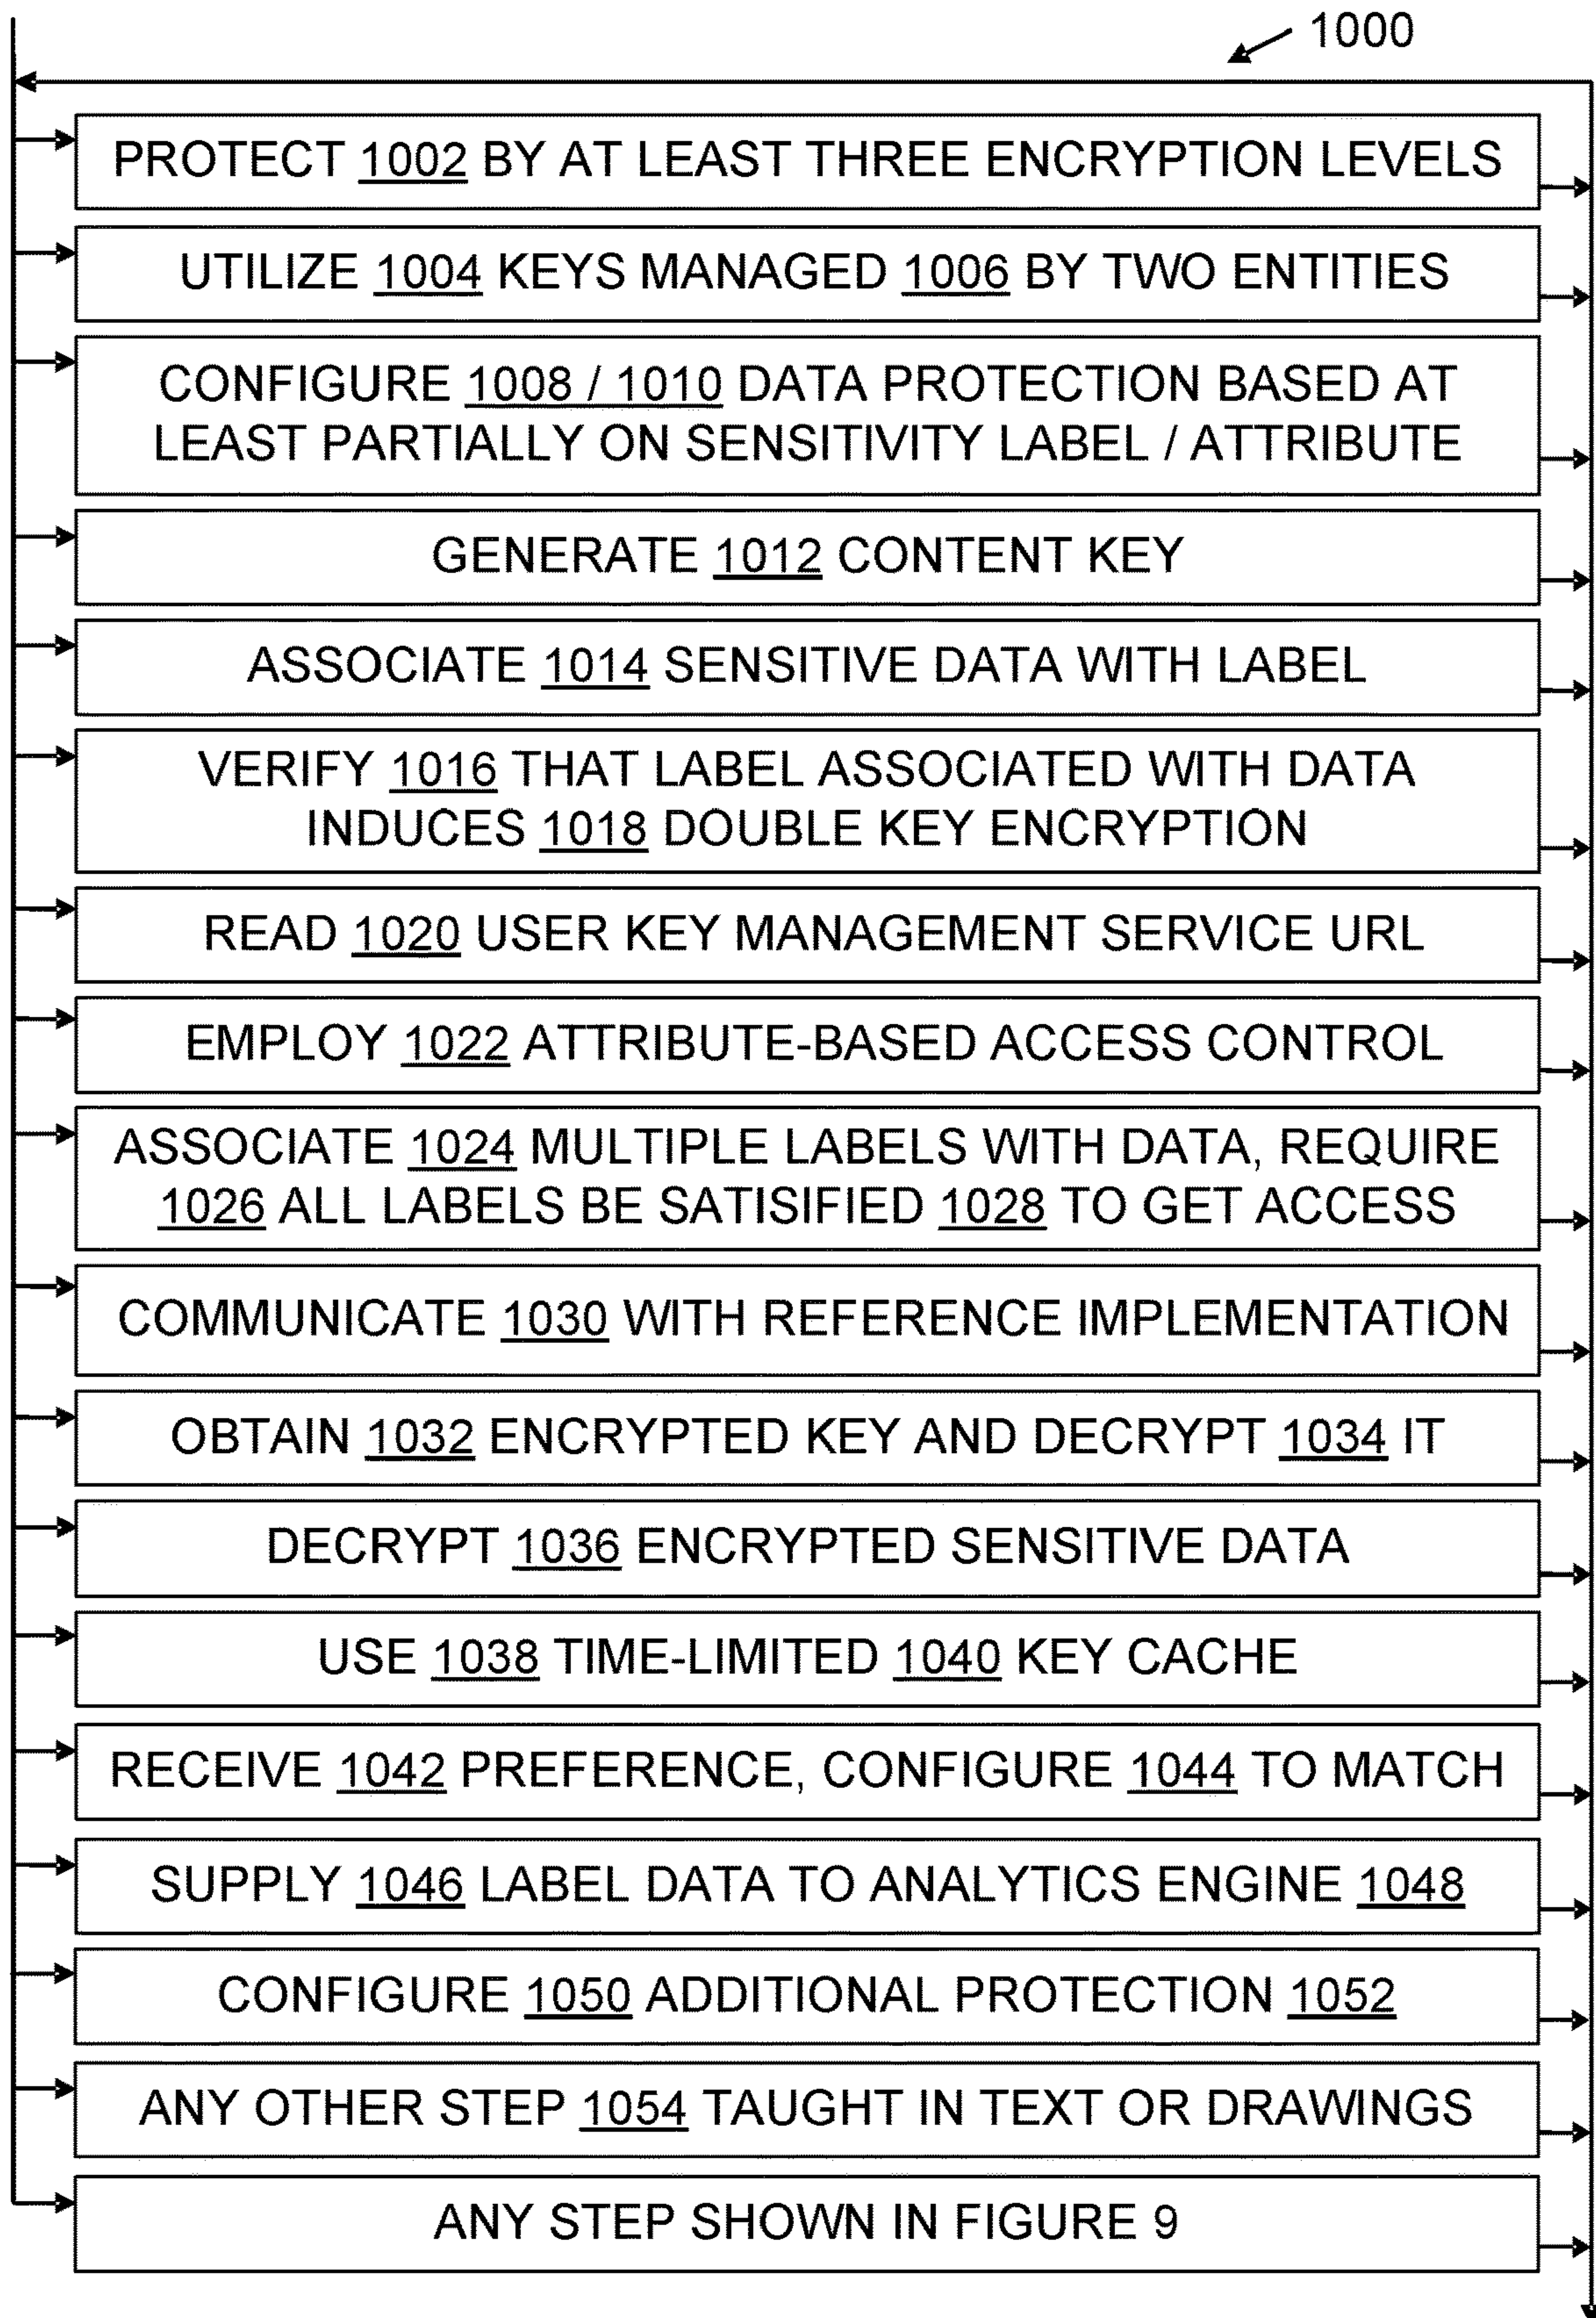 1000
PROTECT 1002 BY AT LEAST THREE ENCRYPTION LEVELS
UTILIZE 1004 KEYS MANAGED 1006 BY TWO ENTITIES
CONFIGURE 1008 / 1010 DATA PROTECTION BASED AT
LEAST PARTIALLY ON SENSITIVITY LABEL / ATTRIBUTE
GENERATE 1012 CONTENT KEY
ASSOCIATE 1014 SENSITIVE DATA WITH LABEL
VERIFY 1016 THAT LABEL ASSOCIATED WITH DATA
INDUCES 1018 DOUBLE KEY ENCRYPTION
READ 1020 USER KEY MANAGEMENT SERVICE URL
EMPLOY 1022 ATTRIBUTE-BASED ACCESS CONTROL
ASSOCIATE 1024 MULTIPLE LABELS WITH DATA, REQUIRE
1026 ALL LABELS BE SATISIFIED 1028 TO GET ACCESS
COMMUNICATE 1030 WITH REFERENCE IMPLEMENTATION
OBTAIN 1032 ENCRYPTED KEY AND DECRYPT 1034 IT
DECRYPT 1036 ENCRYPTED SENSITIVE DATA
USE 1038 TIME-LIMITED 1040 KEY CACHE
RECEIVE 1042 PREFERENCE, CONFIGURE 1044 TO MATCH
SUPPLY 1046 LABEL DATA TO ANALYTICS ENGINE 1048
CONFIGURE 1050 ADDITIONAL PROTECTION 1052
ANY OTHER STEP 1054 TAUGHT IN TEXT OR DRAWINGS
ANY STEP SHOWN IN FIGURE 9